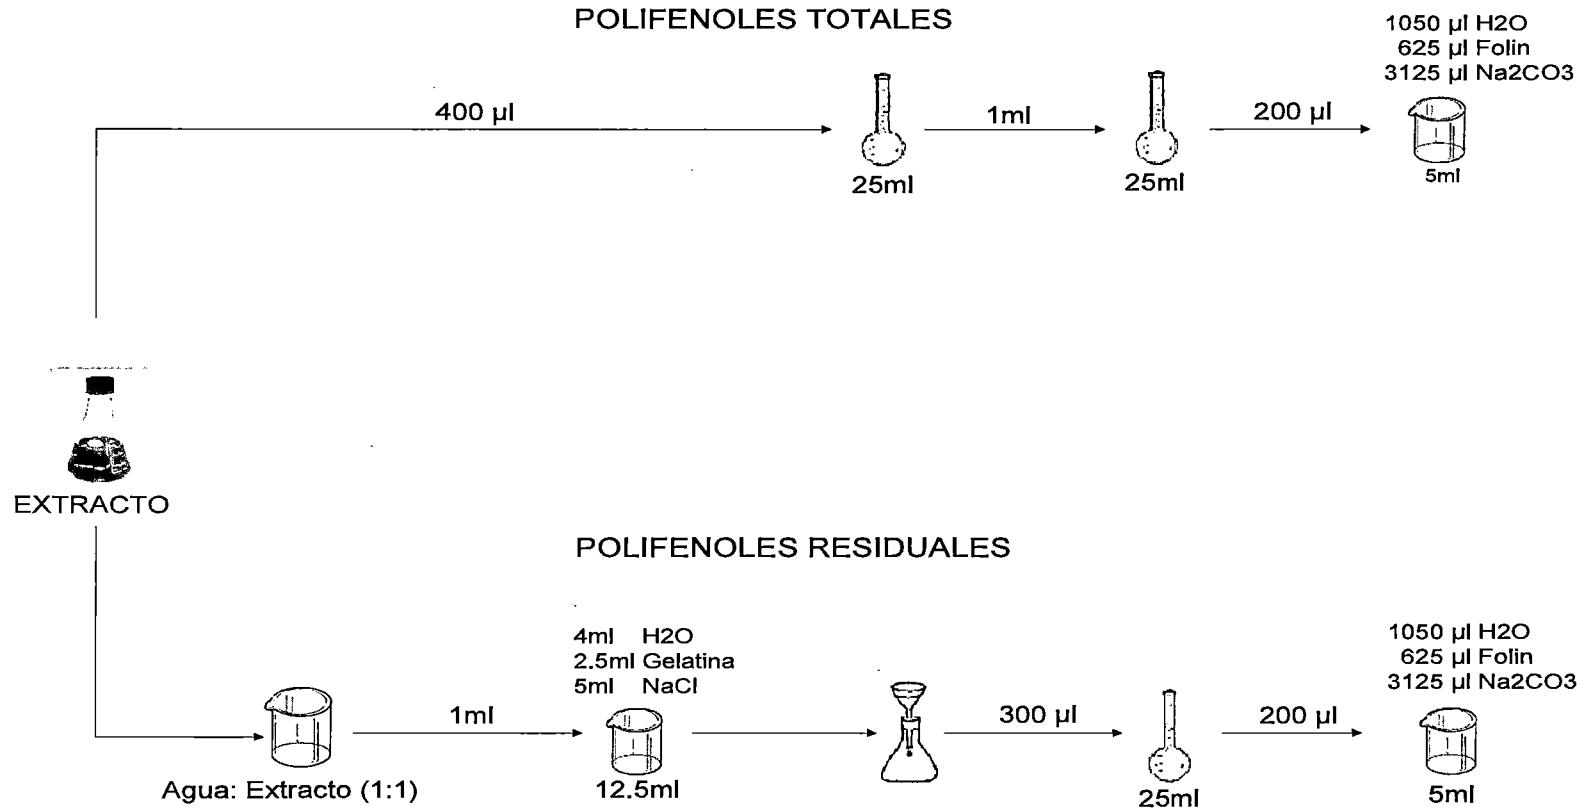 POLIFENOLES TOTALES
1050 µl H2O
625 µl Folin
3125 µl Na2CO3
400 µl
1ml
200 µl
25ml
25ml
5ml
EXTRACTO
POLIFENOLES RESIDUALES
4ml H2O
2.5ml Gelatina
5ml NaCl
1050 µl H2O
625 µl Folin
3125 µl Na2CO3
1ml
300 µl
200 µl
Agua: Extracto (1:1)
12.5ml
25ml
5ml